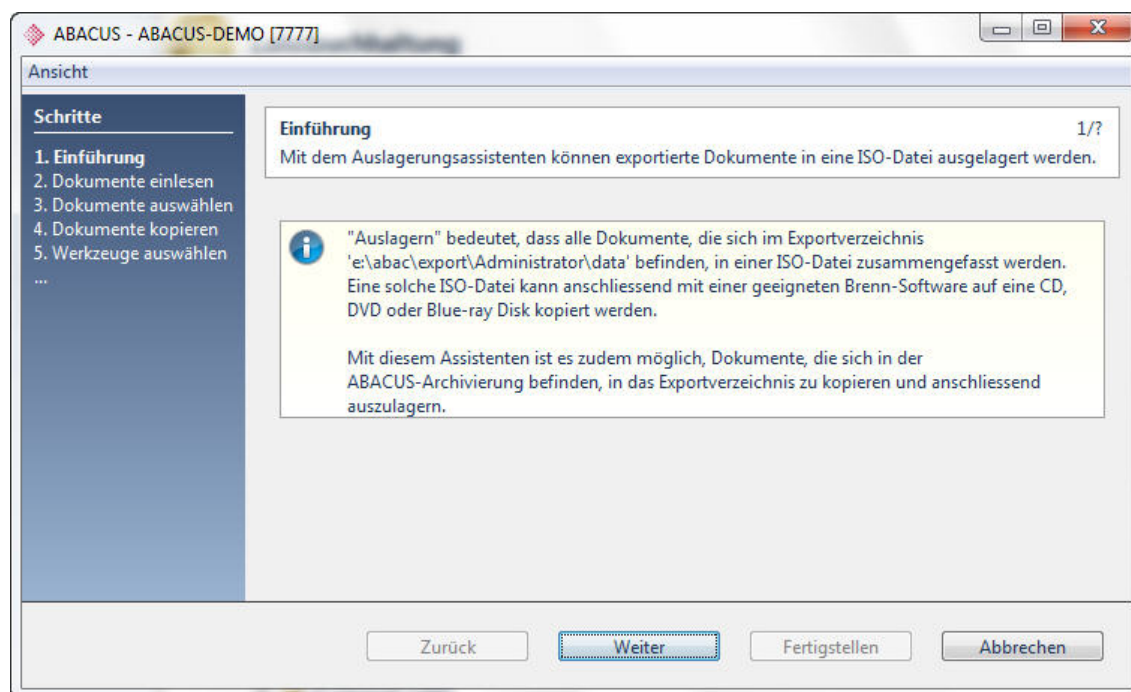 ABACUS - ABACUS-DEMO [7777]
Ansicht
Schritte
1. Einführung
2. Dokumente einlesen
3. Dokumente auswählen
4. Dokumente kopieren
5. Werkzeuge auswählen
...
Einführung 1/?
Mit dem Auslagerungsassistenten können exportierte Dokumente in eine ISO-Datei ausgelagert werden.
"Auslagern" bedeutet, dass alle Dokumente, die sich im Exportverzeichnis
'e:\abac\export\Administrator\data' befinden, in einer ISO-Datei zusammengefasst werden.
Eine solche ISO-Datei kann anschliessend mit einer geeigneten Brenn-Software auf eine CD,
DVD oder Blue-ray Disk kopiert werden.
Mit diesem Assistenten ist es zudem möglich, Dokumente, die sich in der
ABACUS-Archivierung befinden, in das Exportverzeichnis zu kopieren und anschliessend
auszulagern.
Zurück Weiter Fertigstellen Abbrechen